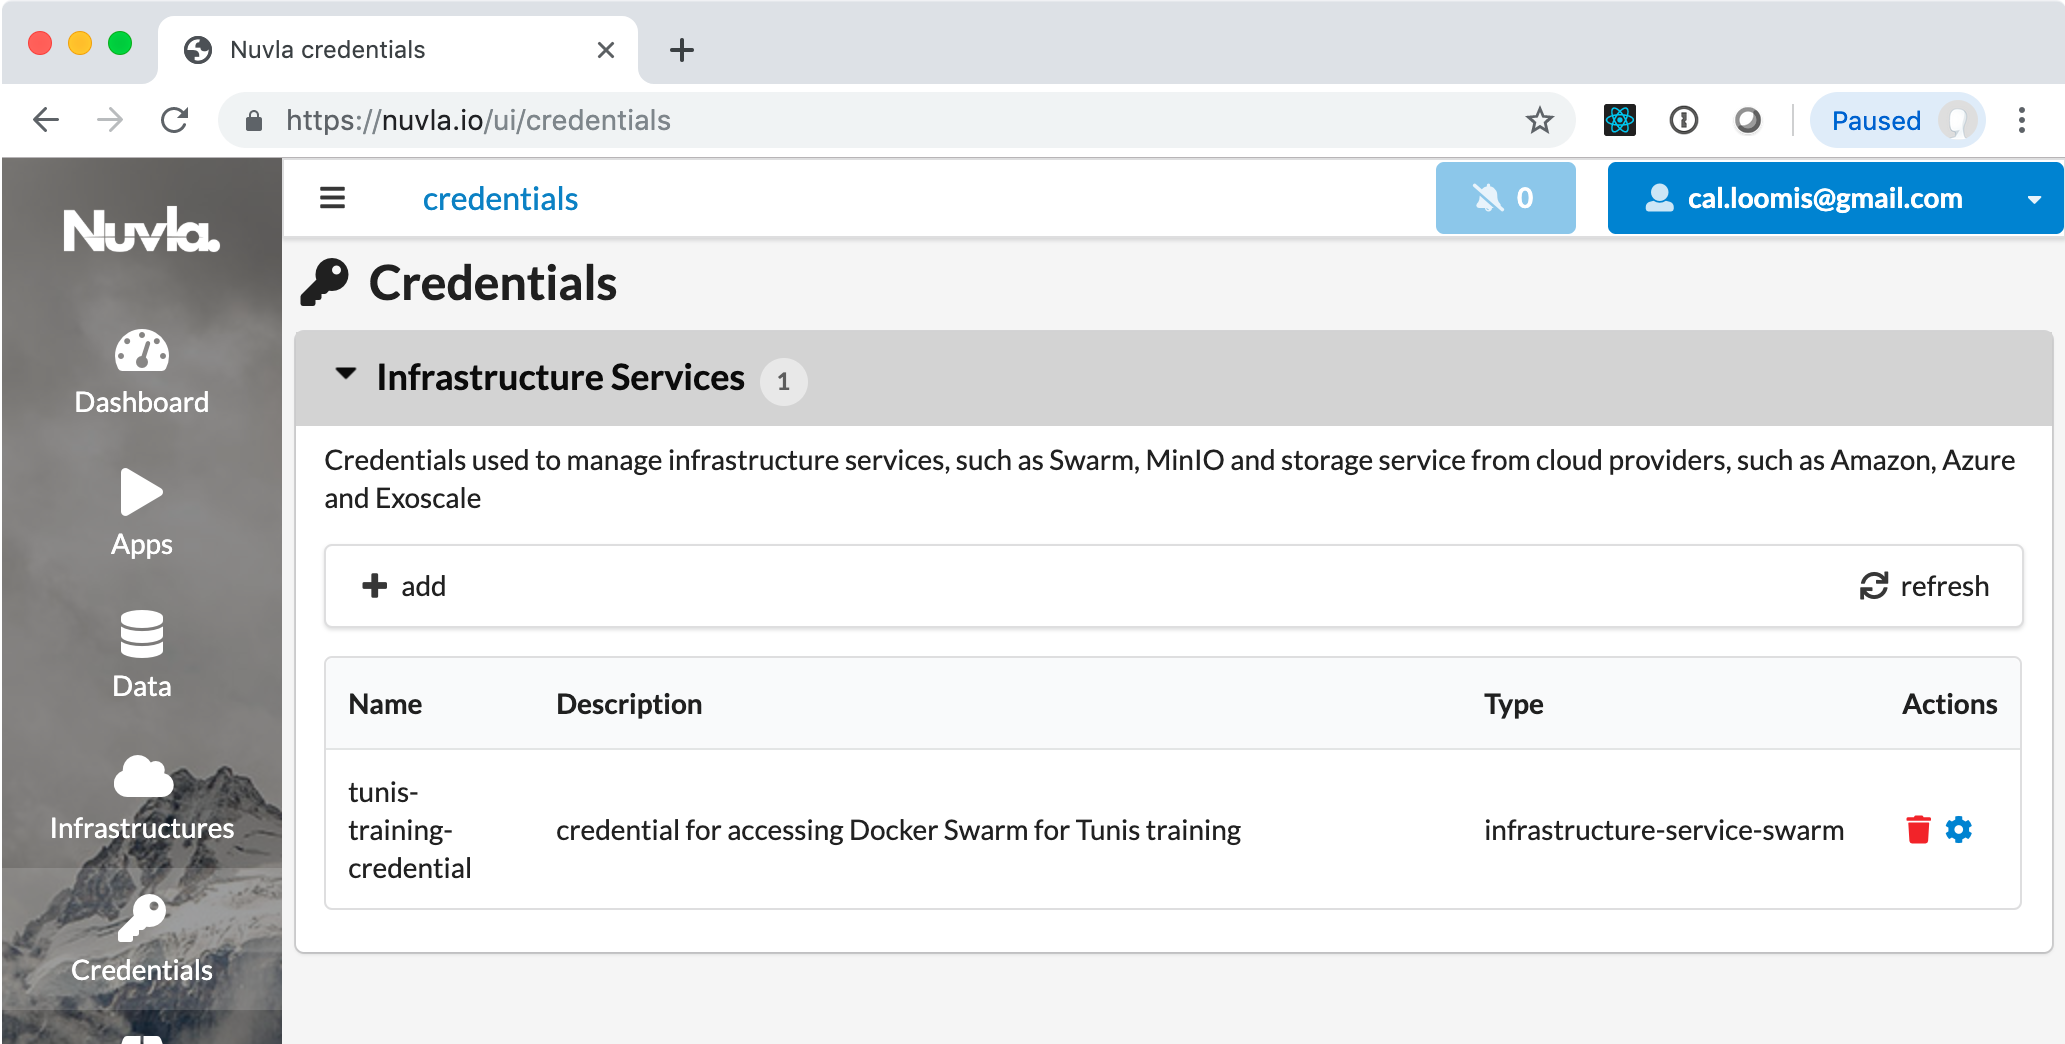 Nuvla credentials
https://nuvla.io/ui/credentials
Paused
Nuvla.
credentials
0
cal.loomis@gmail.com
Dashboard
Apps
Data
Infrastructures
Credentials
Credentials
Infrastructure Services 1
Credentials used to manage infrastructure services, such as Swarm, MinIO and storage service from cloud providers, such as Amazon, Azure
and Exoscale
add
refresh
Name Description Type Actions
tunis-
training-
credential
credential for accessing Docker Swarm for Tunis training
infrastructure-service-swarm